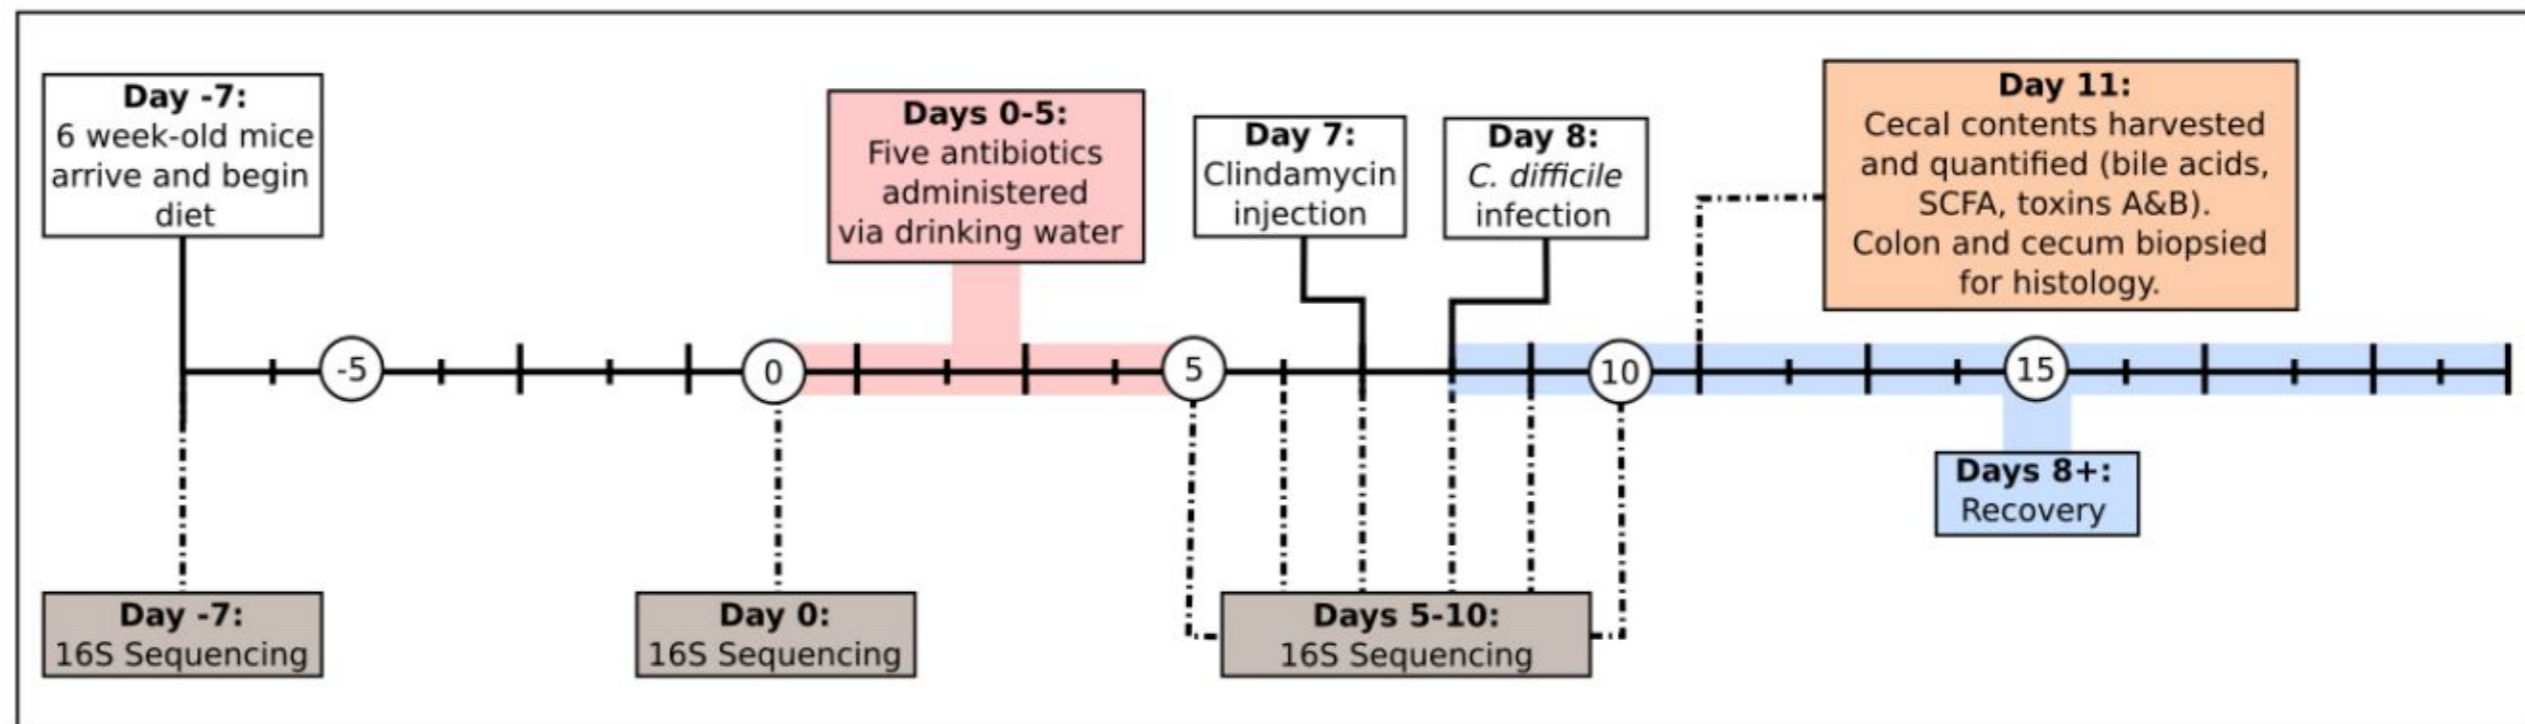 Day -7:
6 week-old mice
arrive and begin
diet
Days 0-5:
Five antibiotics
administered
via drinking water
Day 7:
Clindamycin
injection
Day 8:
C. difficile
infection
Day 11:
Cecal contents harvested
and quantified (bile acids,
SCFA, toxins A&B).
Colon and cecum biopsied
for histology.
-5
0
5
10
15
Days 8+:
Recovery
Day -7:
16S Sequencing
Day 0:
16S Sequencing
Days 5-10:
16S Sequencing